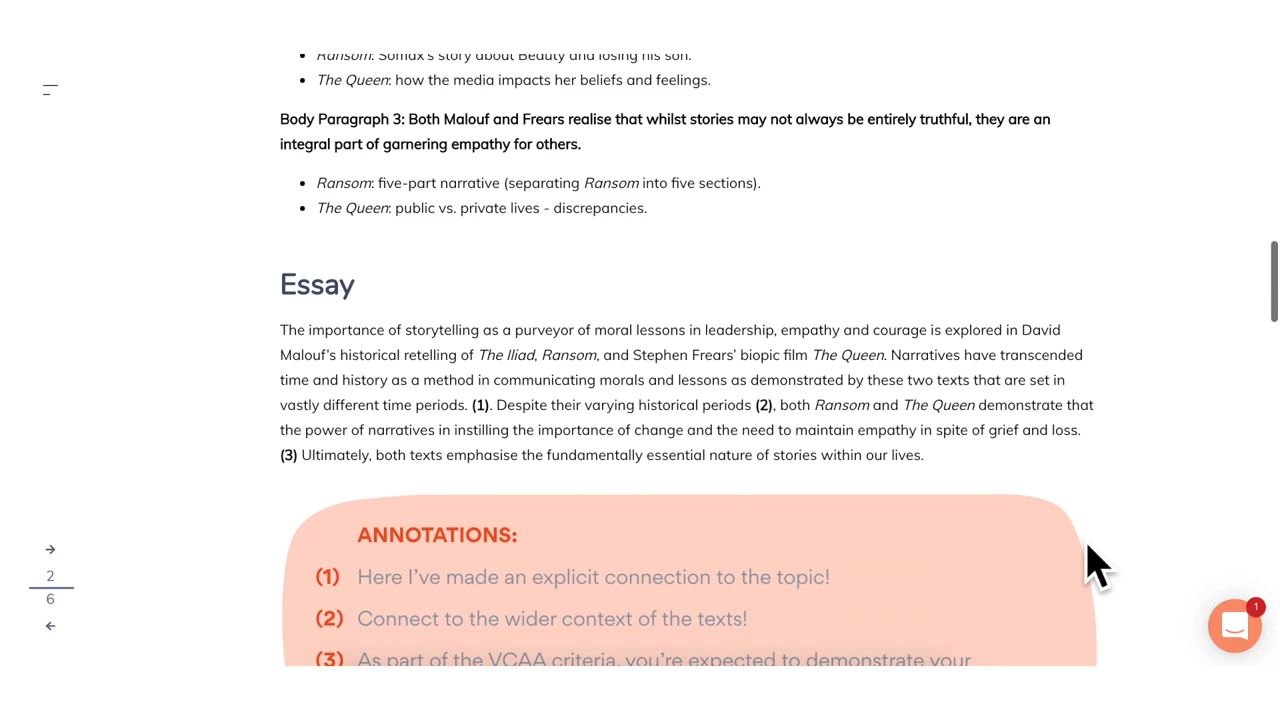 Ransom: Somax's story about Beauty and losing his son.
The Queen: how the media impacts her beliefs and feelings.
Body Paragraph 3: Both Malouf and Frears realise that whilst stories may not always be entirely truthful, they are an
integral part of garnering empathy for others.
Ransom: five-part narrative (separating Ransom into five sections).
The Queen: public vs. private lives - discrepancies.
Essay
The importance of storytelling as a purveyor of moral lessons in leadership, empathy and courage is explored in David
Malouf's historical retelling of The Iliad, Ransom, and Stephen Frears' biopic film The Queen. Narratives have transcended
time and history as a method in communicating morals and lessons as demonstrated by these two texts that are set in
vastly different time periods. (1). Despite their varying historical periods (2), both Ransom and The Queen demonstrate that
the power of narratives in instilling the importance of change and the need to maintain empathy in spite of grief and loss.
(3) Ultimately, both texts emphasise the fundamentally essential nature of stories within our lives.
ANNOTATIONS:
(1) Here I've made an explicit connection to the topic!
(2) Connect to the wider context of the texts!
(3) As part of the VCAA criteria, you're expected to demonstrate your
2
6
1